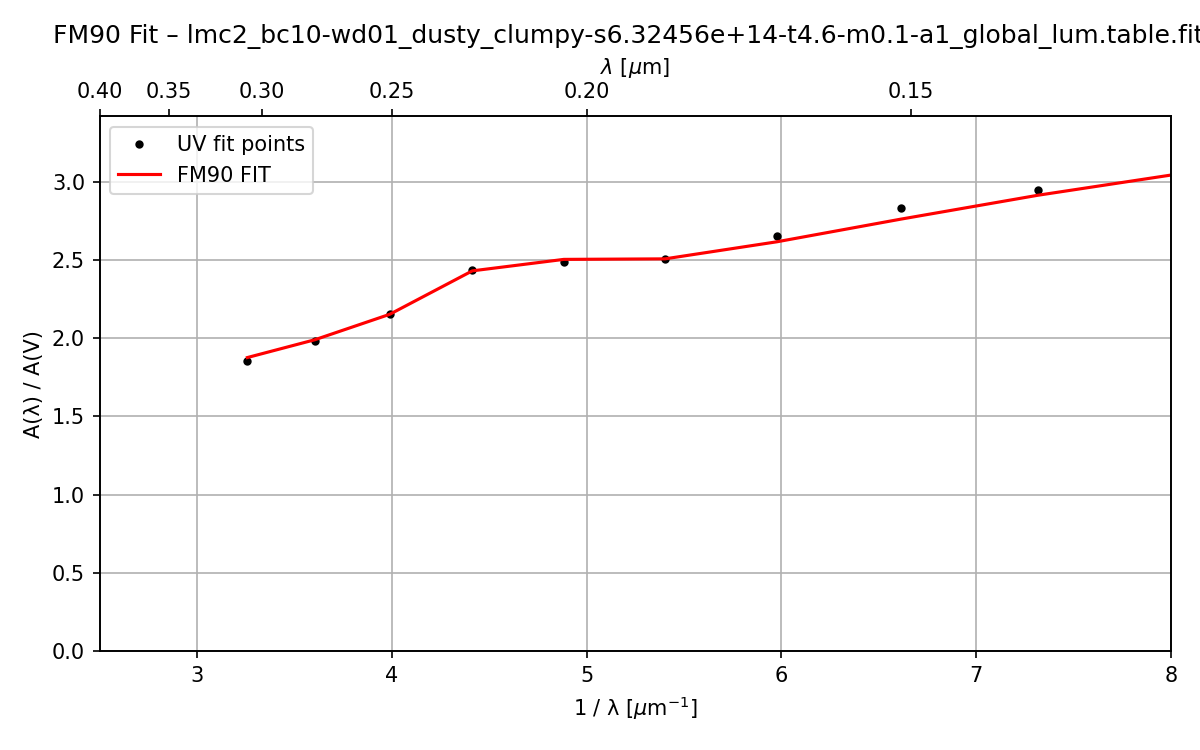 FM90 Fit – lmc2_bc10-wd01_dusty_clumpy-s6.32456e+14-t4.6-m0.1-a1_global_lum.table.fit
λ [μm]
0.40 0.35 0.30 0.25 0.20 0.15
UV fit points
FM90 FIT
A(λ) / A(V)
3.0
2.5
2.0
1.5
1.0
0.5
0.0
3 4 5 6 7 8
1 / λ [μm⁻¹]